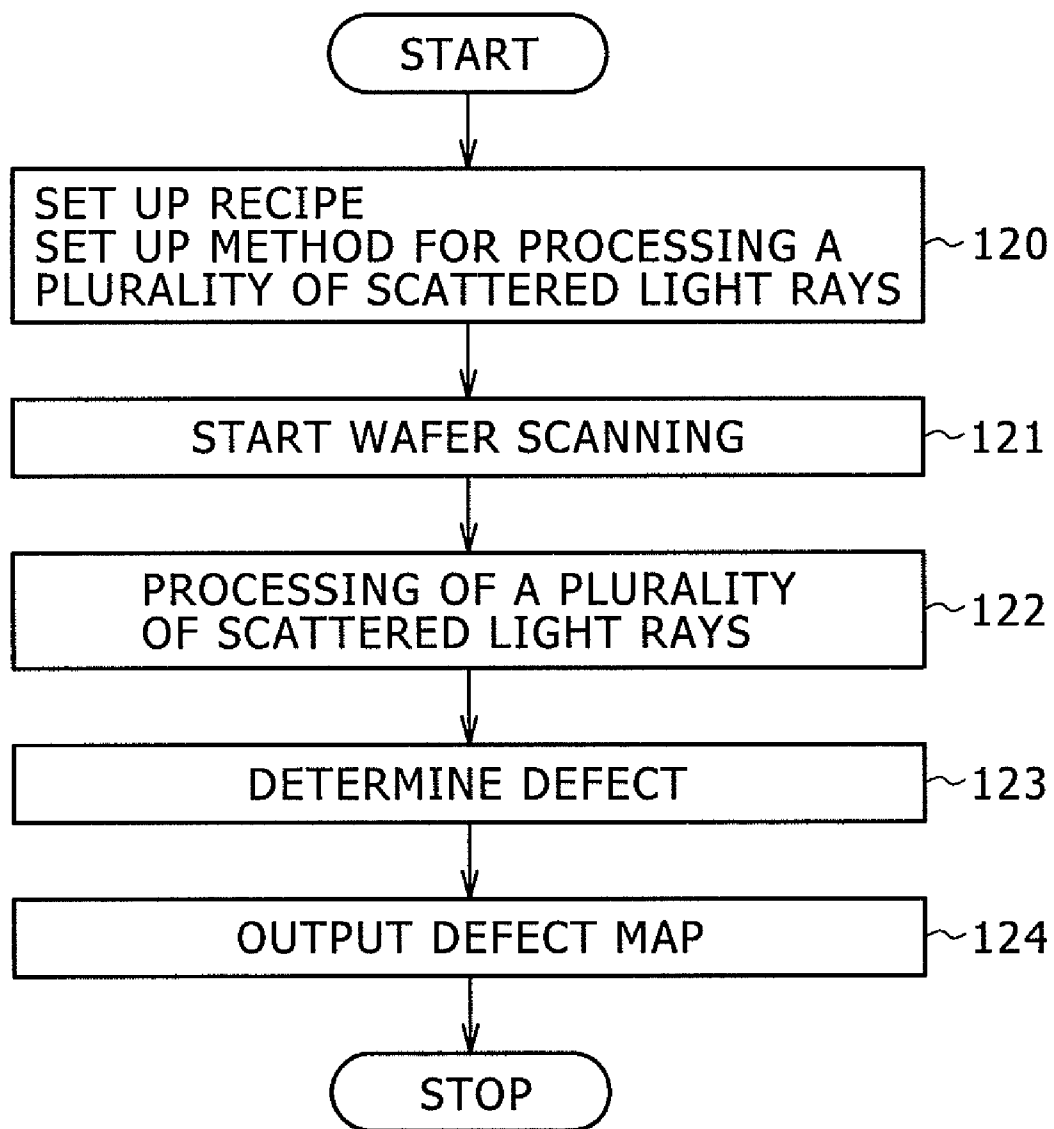 START
SET UP RECIPE
SET UP METHOD FOR PROCESSING A
PLURALITY OF SCATTERED LIGHT RAYS
120
START WAFER SCANNING
121
PROCESSING OF A PLURALITY
OF SCATTERED LIGHT RAYS
122
DETERMINE DEFECT
123
OUTPUT DEFECT MAP
124
STOP